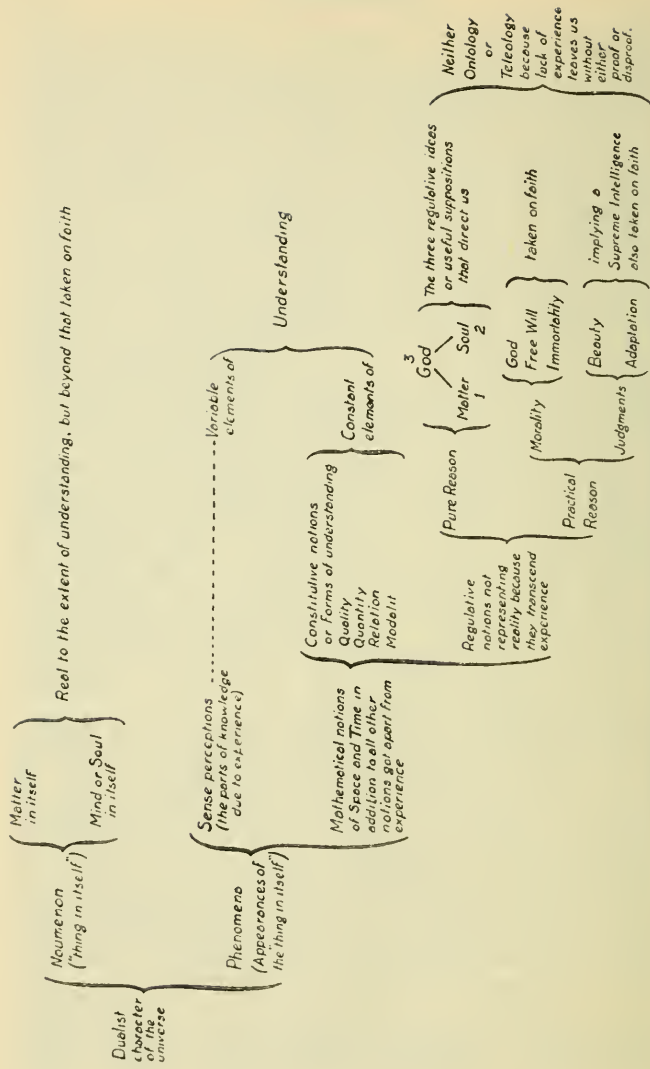 Dualist
character
of the
universe
Noumenon
("thing in itself")
Matter
in itself
Mind or Soul
in itself
Real to the extent of understanding, but beyond that taken on faith
Phenomena
(Appearances of
the "thing in itself")
Sense perceptions
(the parts of knowledge
due to experience)
Variable
elements of
Understanding
Mathematical notions
of Space and Time in
addition to all other
notions got apart from
experience
Constitutive notions
or Forms of understanding
Quality
Quantity
Relation
Modalit
Constant
elements of
Regulative
notions not
representing
reality because
they transcend
experience
Pure Reason
3
God
Matter Soul
1 2
The three regulative ideas
or useful suppositions
that direct us
Practical
Reason
Morality
God
Free Will
Immortality
taken on faith
Judgments
Beauty
Adaptation
implying a
Supreme Intelligence
also taken on faith
Neither
Ontology
or
Teleology
because
lack of
experience
leaves us
without
either
proof or
disproof.